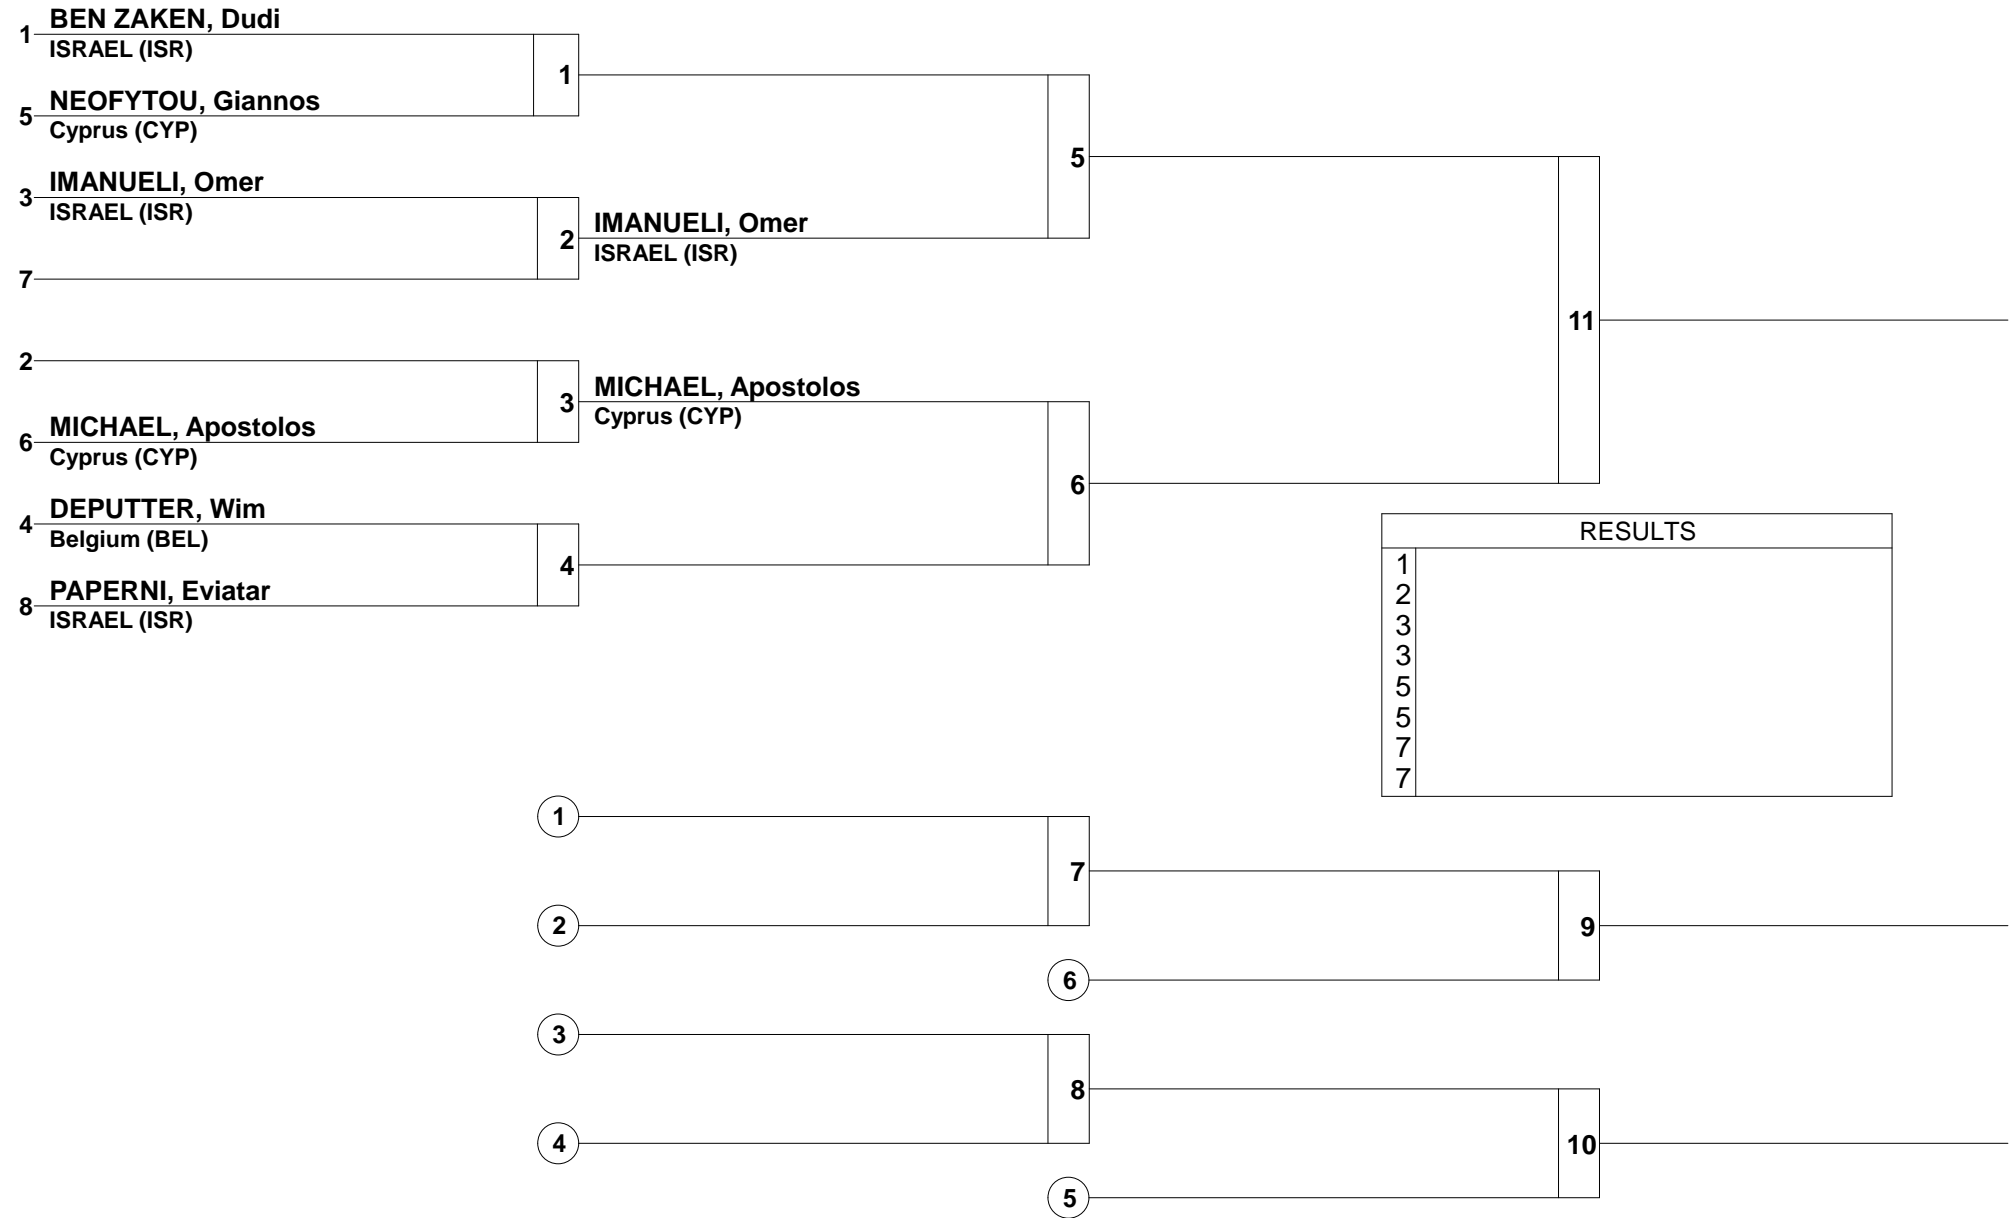 1 BEN ZAKEN, Dudi
ISRAEL (ISR)
1
5 NEOFYTOU, Giannos
Cyprus (CYP)
5
3 IMANUELI, Omer
ISRAEL (ISR)
2 IMANUELI, Omer
ISRAEL (ISR)
7
11
2
3 MICHAEL, Apostolos
Cyprus (CYP)
6 MICHAEL, Apostolos
Cyprus (CYP)
6
4 DEPUTTER, Wim
Belgium (BEL)
4
8 PAPERNI, Eviatar
ISRAEL (ISR)
RESULTS
1
2
3
3
5
5
7
7
1
7
2
9
6
3
8
4
10
5